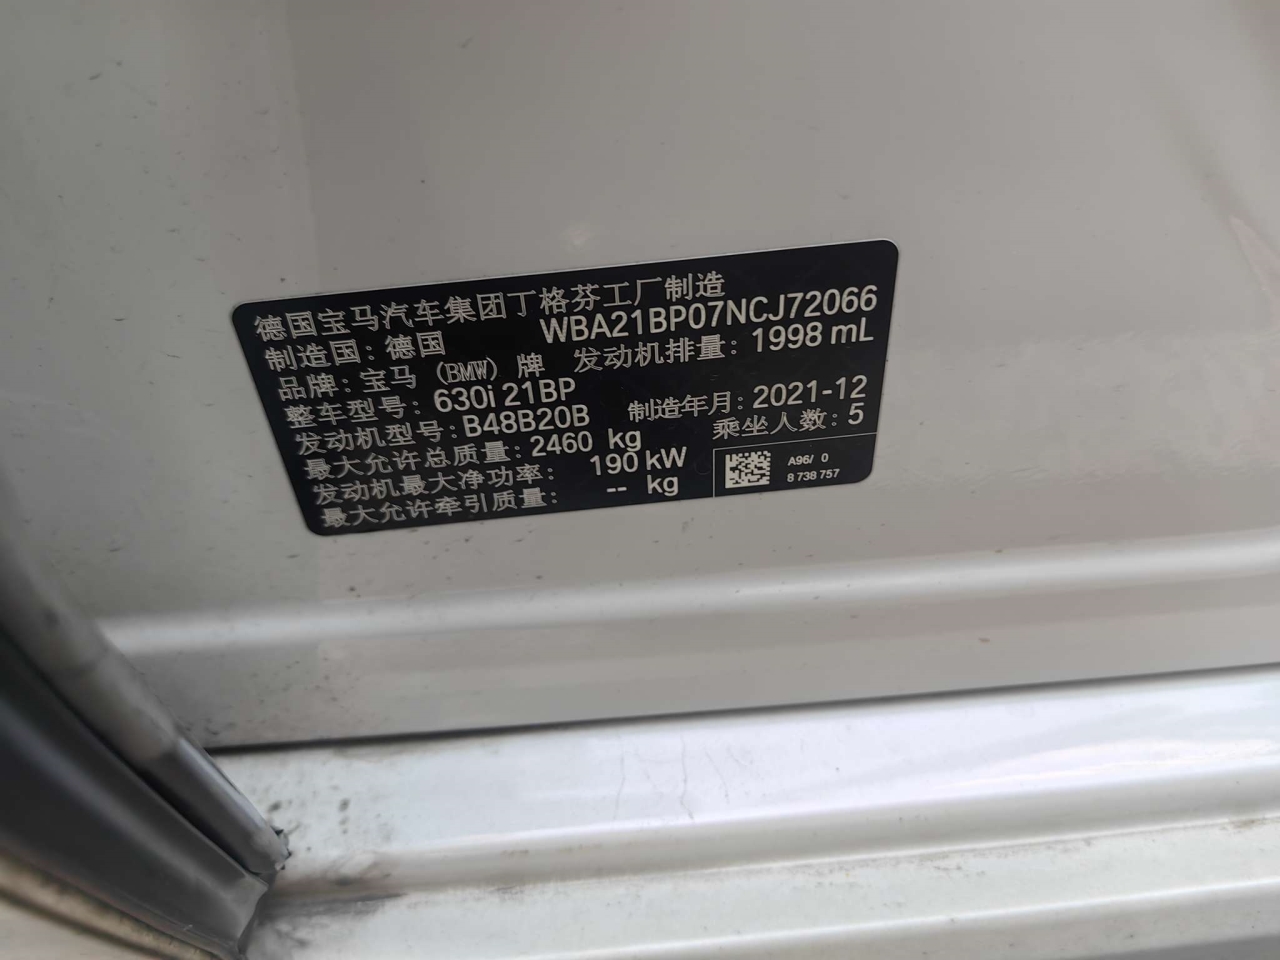 德国宝马汽车集团丁格芬工厂制造
制造国：德国 WBA21BP07NCJ72066
品牌：宝马 (BMW) 牌 发动机排量：1998 mL
整车型号：630i 21BP
发动机型号：B48B20B 制造年月：2021-12
最大允许总质量：2460 kg 乘坐人数：5
发动机最大净功率：190 kW
最大允许牵引质量：-- kg
A96/ 0
8 738 757